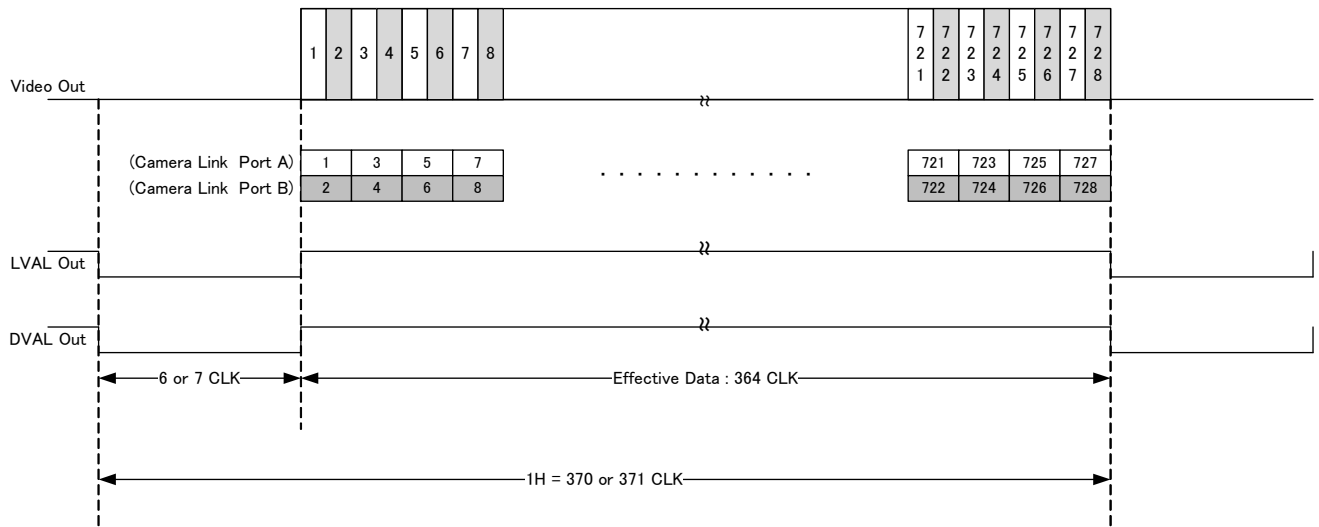 1 2 3 4 5 6 7 8 721 722 723 724 725 726 727 728
Video Out
(Camera Link Port A) 1 3 5 7 · · · · · · · · · · · · 721 723 725 727
(Camera Link Port B) 2 4 6 8 722 724 726 728
LVAL Out
DVAL Out
6 or 7 CLK Effective Data : 364 CLK
1H = 370 or 371 CLK